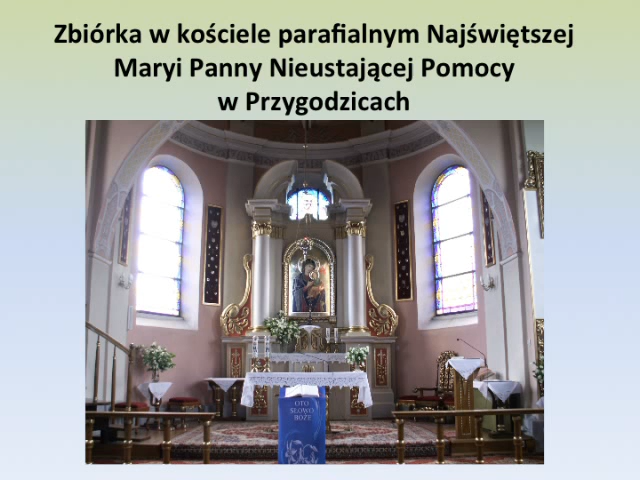 Zbiórka w kościele parafialnym Najświętszej
Maryi Panny Nieustającej Pomocy
w Przygodzicach
OTO
SŁOWO
BOŻE